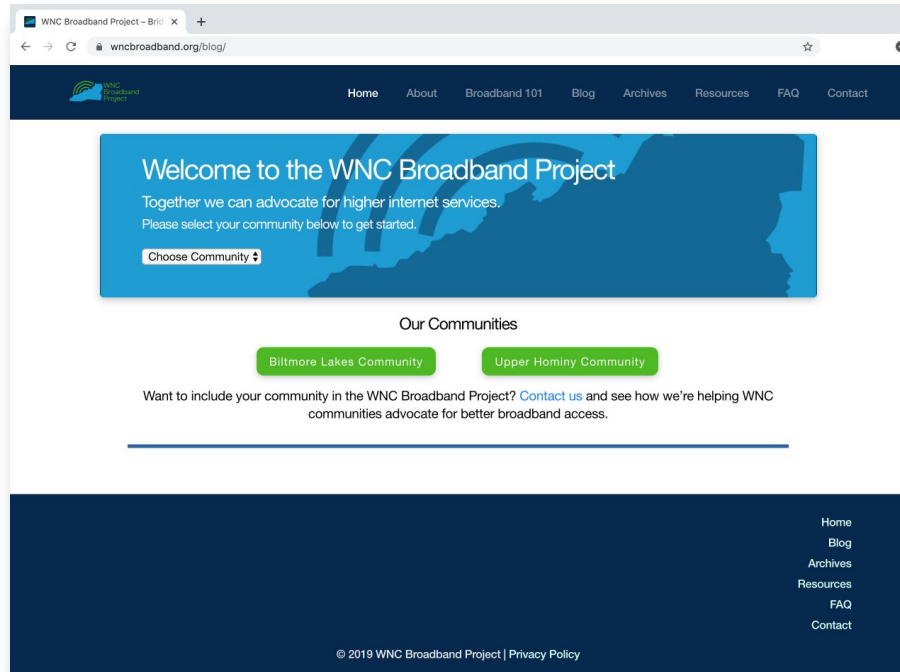 WNC Broadband Project – Brid
wncbroadband.org/blog/
WNC
Broadband
Project
Home About Broadband 101 Blog Archives Resources FAQ Contact
Welcome to the WNC Broadband Project
Together we can advocate for higher internet services.
Please select your community below to get started.
Choose Community
Our Communities
Biltmore Lakes Community Upper Hominy Community
Want to include your community in the WNC Broadband Project? Contact us and see how we're helping WNC
communities advocate for better broadband access.
Home
Blog
Archives
Resources
FAQ
Contact
© 2019 WNC Broadband Project | Privacy Policy